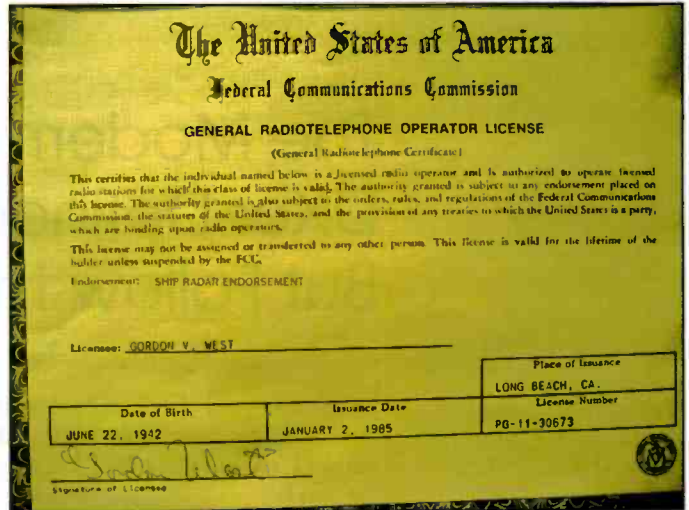 The United States of America
Federal Communications Commission
GENERAL RADIOTELEPHONE OPERATOR LICENSE
(General Radiotelephone Certificate)
This certifies that the individual named below is a licensed radio operator and is authorized to operate licensed
radio stations for which this class of license is valid. The authority granted is subject to any endorsement placed on
this license. The authority granted is also subject to the orders, rules, and regulations of the Federal Communications
Commission, the statutes of the United States, and the provision of any treaties to which the United States is a party,
which are binding upon radio operators.
This license may not be assigned or transferred to any other person. This license is valid for the lifetime of the
holder unless suspended by the FCC.
Endorsement: SHIP RADAR ENDORSEMENT
Licensee: GORDON V. WEST
Place of Issuance
LONG BEACH, CA.
Date of Birth
JUNE 22, 1942
Issuance Date
JANUARY 2, 1985
License Number
PG-11-30673
Gordon West
Signature of Licensee